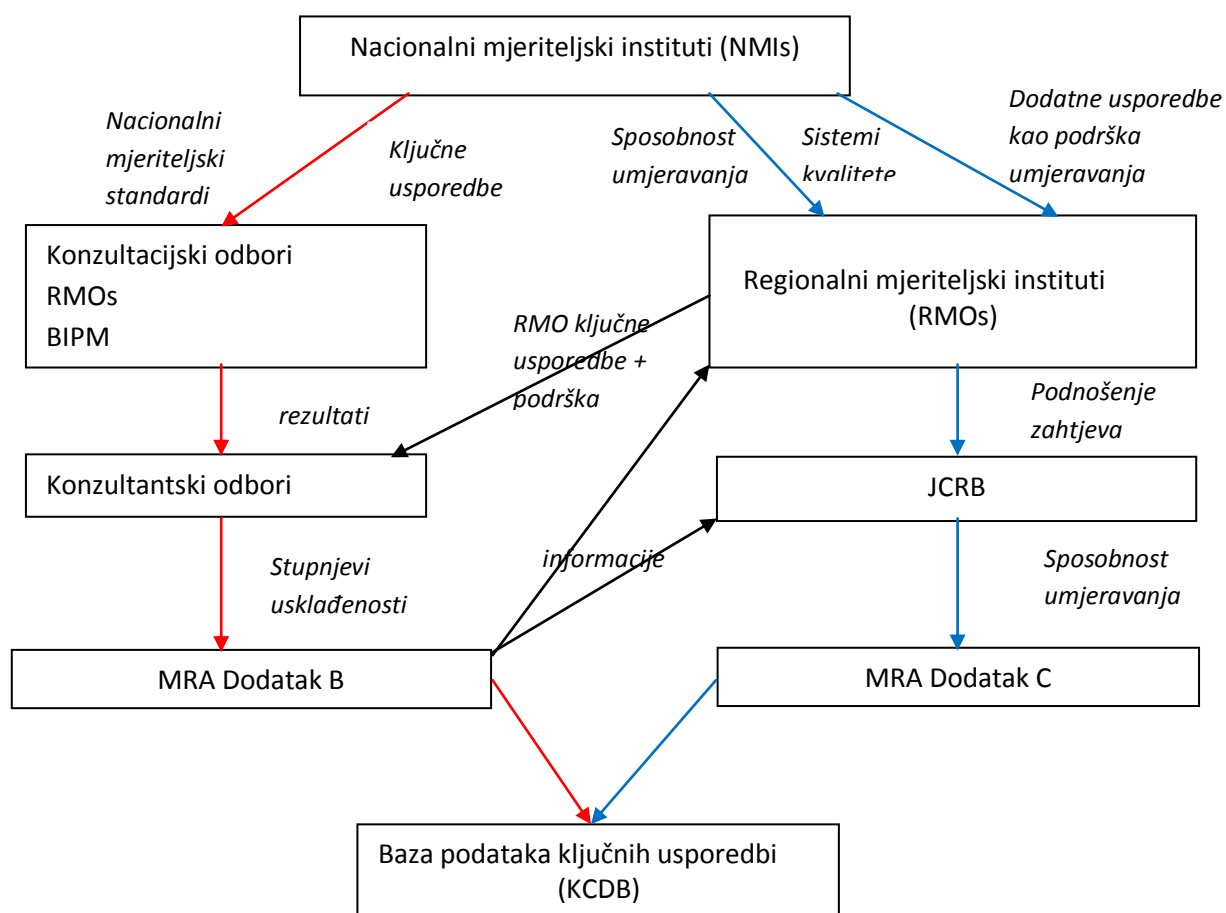 Nacionalni mjeriteljski instituti (NMIs)
Nacionalni
mjeriteljski
standardi
Ključne
usporedbe
Sposobnost
umjeravanja
Sistemi
kvalitete
Dodatne usporedbe
kao podrška
umjeravanja
Konzultacijski odbori
RMOs
BIPM
Regionalni mjeriteljski instituti
(RMOs)
RMO ključne
usporedbe +
podrška
rezultati
Podnošenje
zahtjeva
Konzultantski odbori
JCRB
Stupnjevi
usklađenosti
informacije
Sposobnost
umjeravanja
MRA Dodatak B
MRA Dodatak C
Baza podataka ključnih usporedbi
(KCDB)